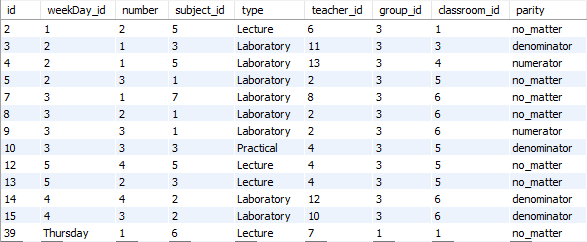 id weekDay_id number subject_id type teacher_id group_id classroom_id parity
2 1 2 5 Lecture 6 3 1 no_matter
3 2 1 3 Laboratory 11 3 3 denominator
4 2 1 5 Laboratory 13 3 4 numerator
5 2 3 1 Laboratory 2 3 5 no_matter
7 3 1 7 Laboratory 8 3 6 no_matter
8 3 2 1 Laboratory 2 3 6 no_matter
9 3 3 1 Laboratory 2 3 6 numerator
10 3 3 3 Practical 4 3 5 denominator
12 5 4 5 Lecture 4 3 5 no_matter
13 5 2 3 Lecture 4 3 5 no_matter
14 4 4 2 Laboratory 12 3 6 denominator
15 4 3 2 Laboratory 10 3 6 denominator
39 Thursday 1 6 Lecture 7 1 1 no_matter